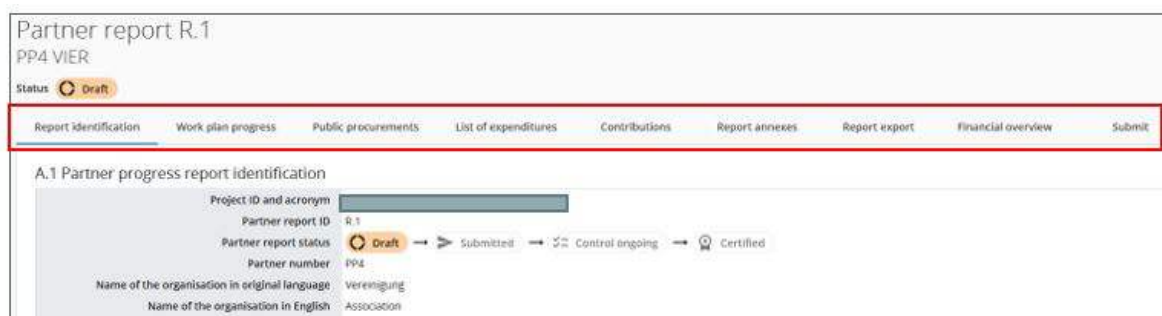 Partner report R.1
PP4 VIER
Status Draft
Report identification Work plan progress Public procurements List of expenditures Contributions Report annexes Report export Financial overview Submit
A.1 Partner progress report identification
Project ID and acronym
Partner report ID R.1
Partner report status Draft → Submitted → Control ongoing → Certified
Partner number PP4
Name of the organisation in original language Vereinigung
Name of the organisation in English Association